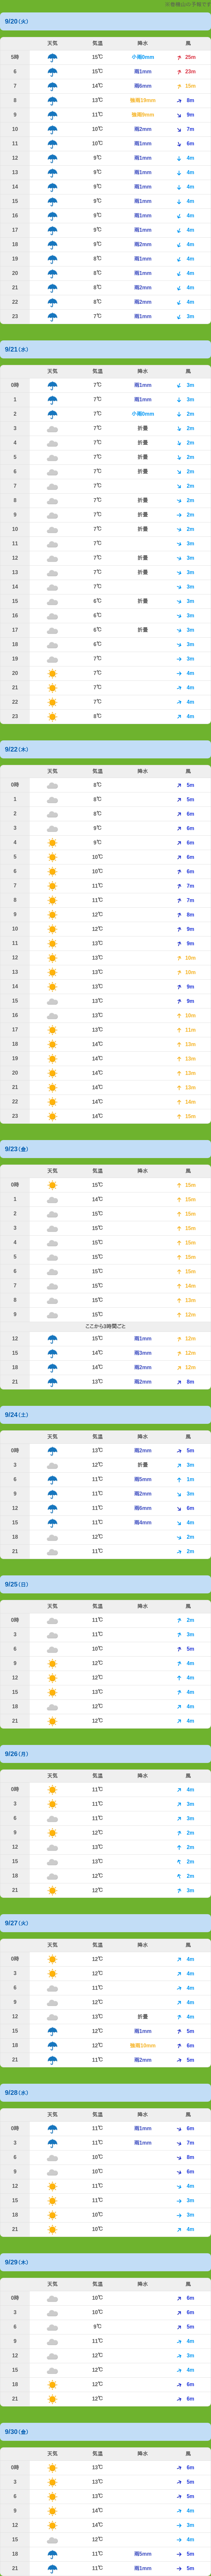 9/20(火)
天気 気温 降水 風
5時 15℃ 小雨0mm 25m
6 15℃ 雨1mm 23m
7 14℃ 雨6mm 15m
8 13℃ 8m
9 11℃ 9m
10 10℃ 雨2mm 7m
11 10℃ 雨1mm 6m
12 9℃ 雨1mm 4m
13 9℃ 雨1mm 4m
14 9℃ 雨1mm 4m
15 9℃ 雨1mm 4m
16 9℃ 雨1mm 4m
17 9℃ 雨1mm 4m
18 9℃ 雨2mm 4m
19 8℃ 雨1mm 4m
20 8℃ 雨1mm 4m
21 8℃ 雨2mm 4m
22 8℃ 雨2mm 4m
23 7℃ 雨1mm 3m
9/21(水)
天気 気温 降水 風
0時 7℃ 雨1mm 3m
1 7℃ 雨1mm 3m
2 7℃ 小雨0mm 2m
3 7℃ 折畳 2m
4 7℃ 折畳 2m
5 7℃ 折畳 2m
6 7℃ 折畳 2m
7 7℃ 2m
8 7℃ 折畳 2m
9 7℃ 折畳 2m
10 7℃ 折畳 2m
11 7℃ 3m
12 7℃ 折畳 3m
13 7℃ 折畳 3m
14 7℃ 3m
15 6℃ 折畳 3m
16 6℃ 3m
17 6℃ 折畳 3m
18 6℃ 3m
19 7℃ 3m
20 7℃ 4m
21 7℃ 4m
22 7℃ 4m
23 8℃ 4m
9/22(木)
天気 気温 降水 風
0時 8℃ 5m
1 8℃ 5m
2 8℃ 6m
3 9℃ 6m
4 9℃ 6m
5 10℃ 6m
6 10℃ 6m
7 11℃ 7m
8 11℃ 7m
9 12℃ 8m
10 12℃ 9m
11 13℃ 9m
12 13℃ 10m
13 13℃ 10m
14 13℃ 9m
15 13℃ 9m
16 13℃ 10m
17 13℃ 11m
18 14℃ 13m
19 14℃ 13m
20 14℃ 13m
21 14℃ 13m
22 14℃ 14m
23 14℃ 15m
9/23(金)
天気 気温 降水 風
0時 15℃ 15m
1 14℃ 15m
2 15℃ 15m
3 15℃ 15m
4 15℃ 15m
5 15℃ 15m
6 15℃ 15m
7 15℃ 14m
8 15℃ 13m
9 15℃ 12m
ここから3時間ごと
12 15℃ 雨1mm 12m
15 14℃ 雨3mm 12m
18 14℃ 雨2mm 12m
21 13℃ 雨2mm 8m
9/24(土)
天気 気温 降水 風
0時 13℃ 雨2mm 5m
3 12℃ 折畳 3m
6 11℃ 雨5mm 1m
9 11℃ 雨2mm 3m
12 11℃ 雨6mm 6m
15 11℃ 雨4mm 4m
18 12℃ 2m
21 11℃ 2m
9/25(日)
天気 気温 降水 風
0時 11℃ 2m
3 11℃ 3m
6 10℃ 5m
9 12℃ 4m
12 12℃ 4m
15 13℃ 4m
18 12℃ 4m
21 12℃ 4m
9/26(月)
天気 気温 降水 風
0時 11℃ 4m
3 11℃ 3m
6 11℃ 3m
9 12℃ 2m
12 13℃ 2m
15 13℃ 2m
18 12℃ 2m
21 12℃ 3m
9/27(火)
天気 気温 降水 風
0時 12℃ 4m
3 12℃ 4m
6 11℃ 4m
9 12℃ 4m
12 13℃ 折畳 4m
15 12℃ 雨1mm 5m
18 12℃ 6m
21 11℃ 雨2mm 5m
9/28(水)
天気 気温 降水 風
0時 11℃ 雨1mm 6m
3 11℃ 雨1mm 7m
6 10℃ 8m
9 10℃ 6m
12 11℃ 4m
15 11℃ 3m
18 10℃ 3m
21 10℃ 4m
9/29(木)
天気 気温 降水 風
0時 10℃ 6m
3 10℃ 6m
6 9℃ 5m
9 11℃ 4m
12 12℃ 3m
15 12℃ 4m
18 12℃ 6m
21 12℃ 6m
9/30(金)
天気 気温 降水 風
0時 13℃ 6m
3 13℃ 5m
6 13℃ 5m
9 14℃ 4m
12 14℃ 3m
15 12℃ 4m
18 11℃ 雨5mm 5m
21 11℃ 雨1mm 5m